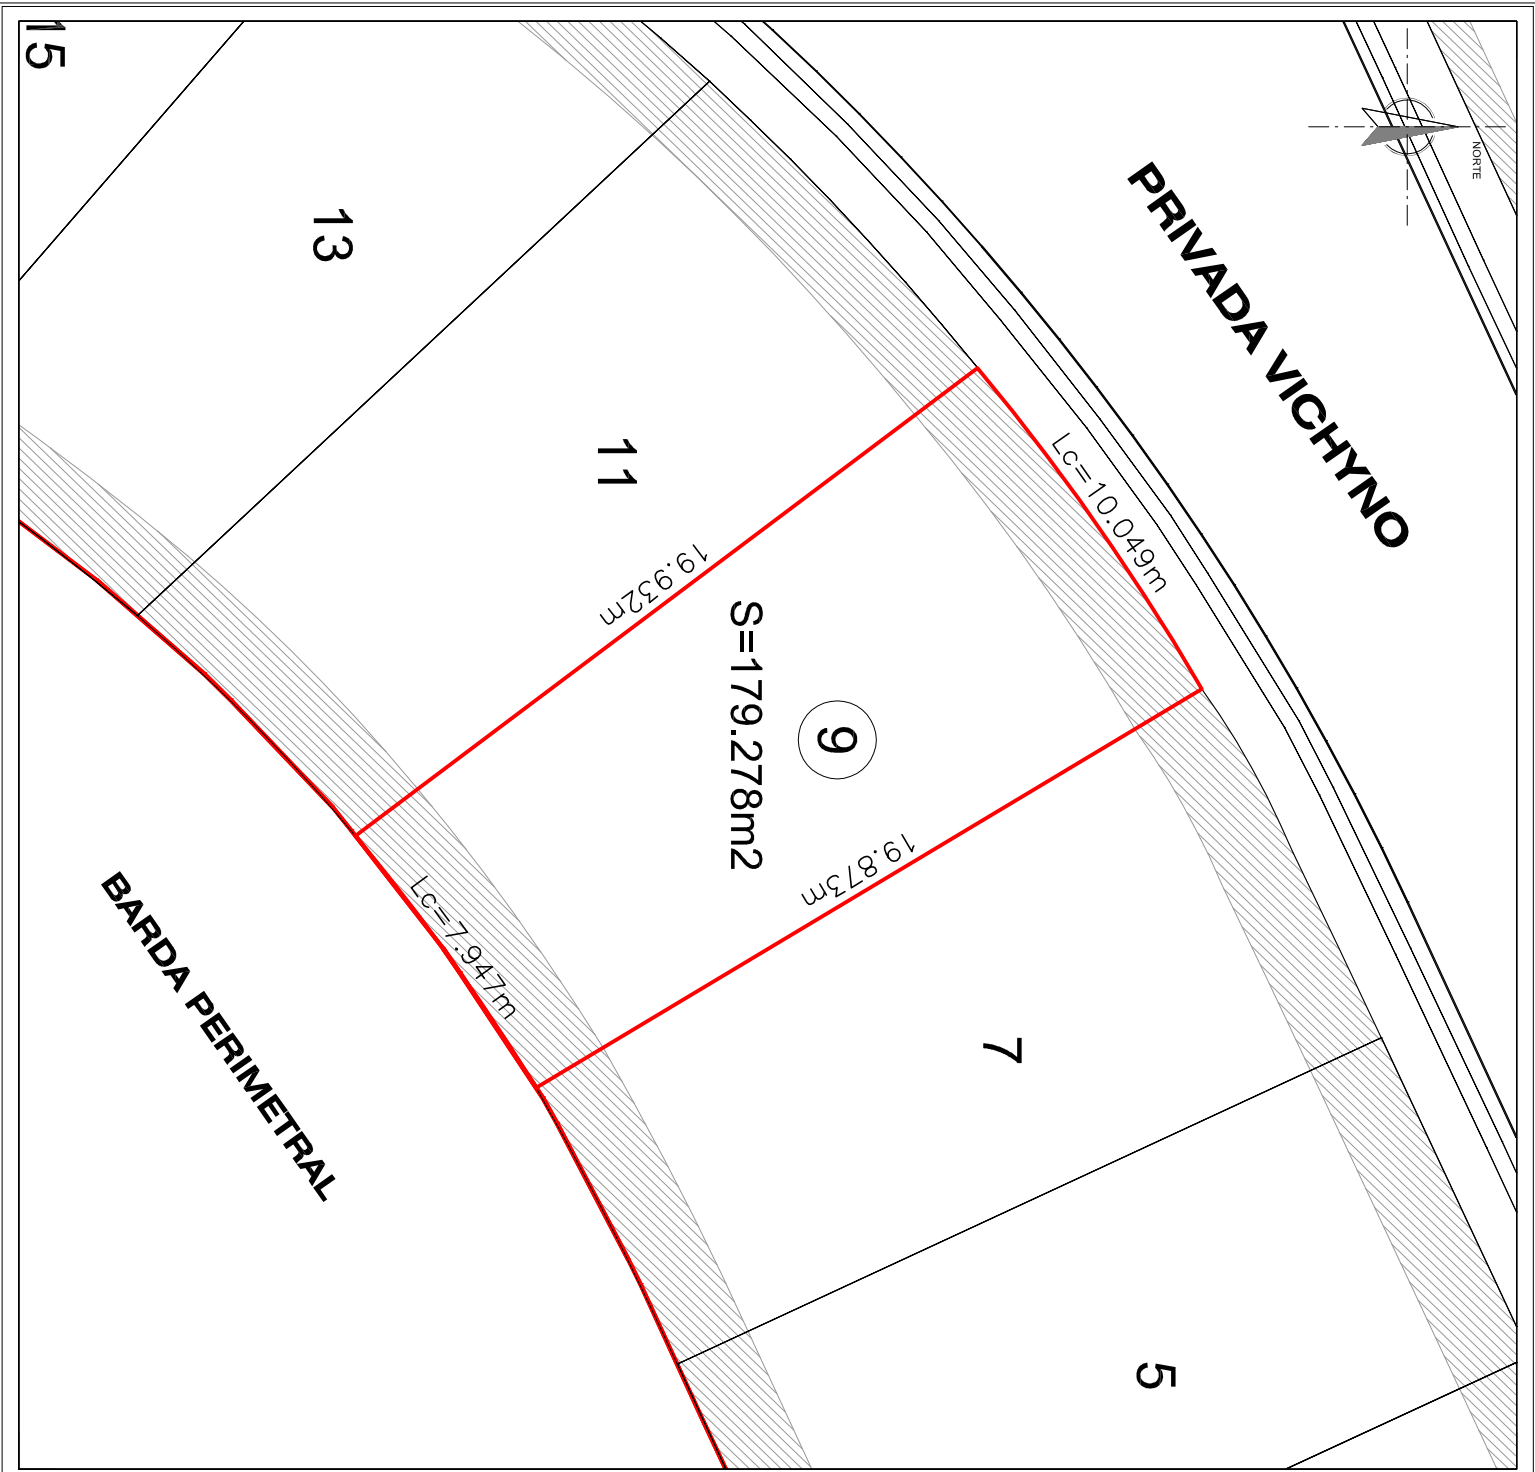 NORTE
PRIVADA VICHYNO
15
13
11
9
S=179.278m2
7
5
Lc=10.049m
19.932m
19.873m
Lc=7.947m
BARDA PERIMETRAL